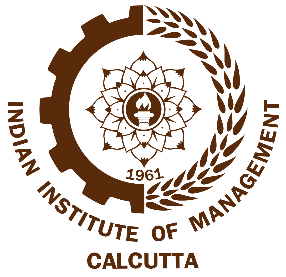 1961
INDIAN INSTITUTE OF MANAGEMENT
CALCUTTA